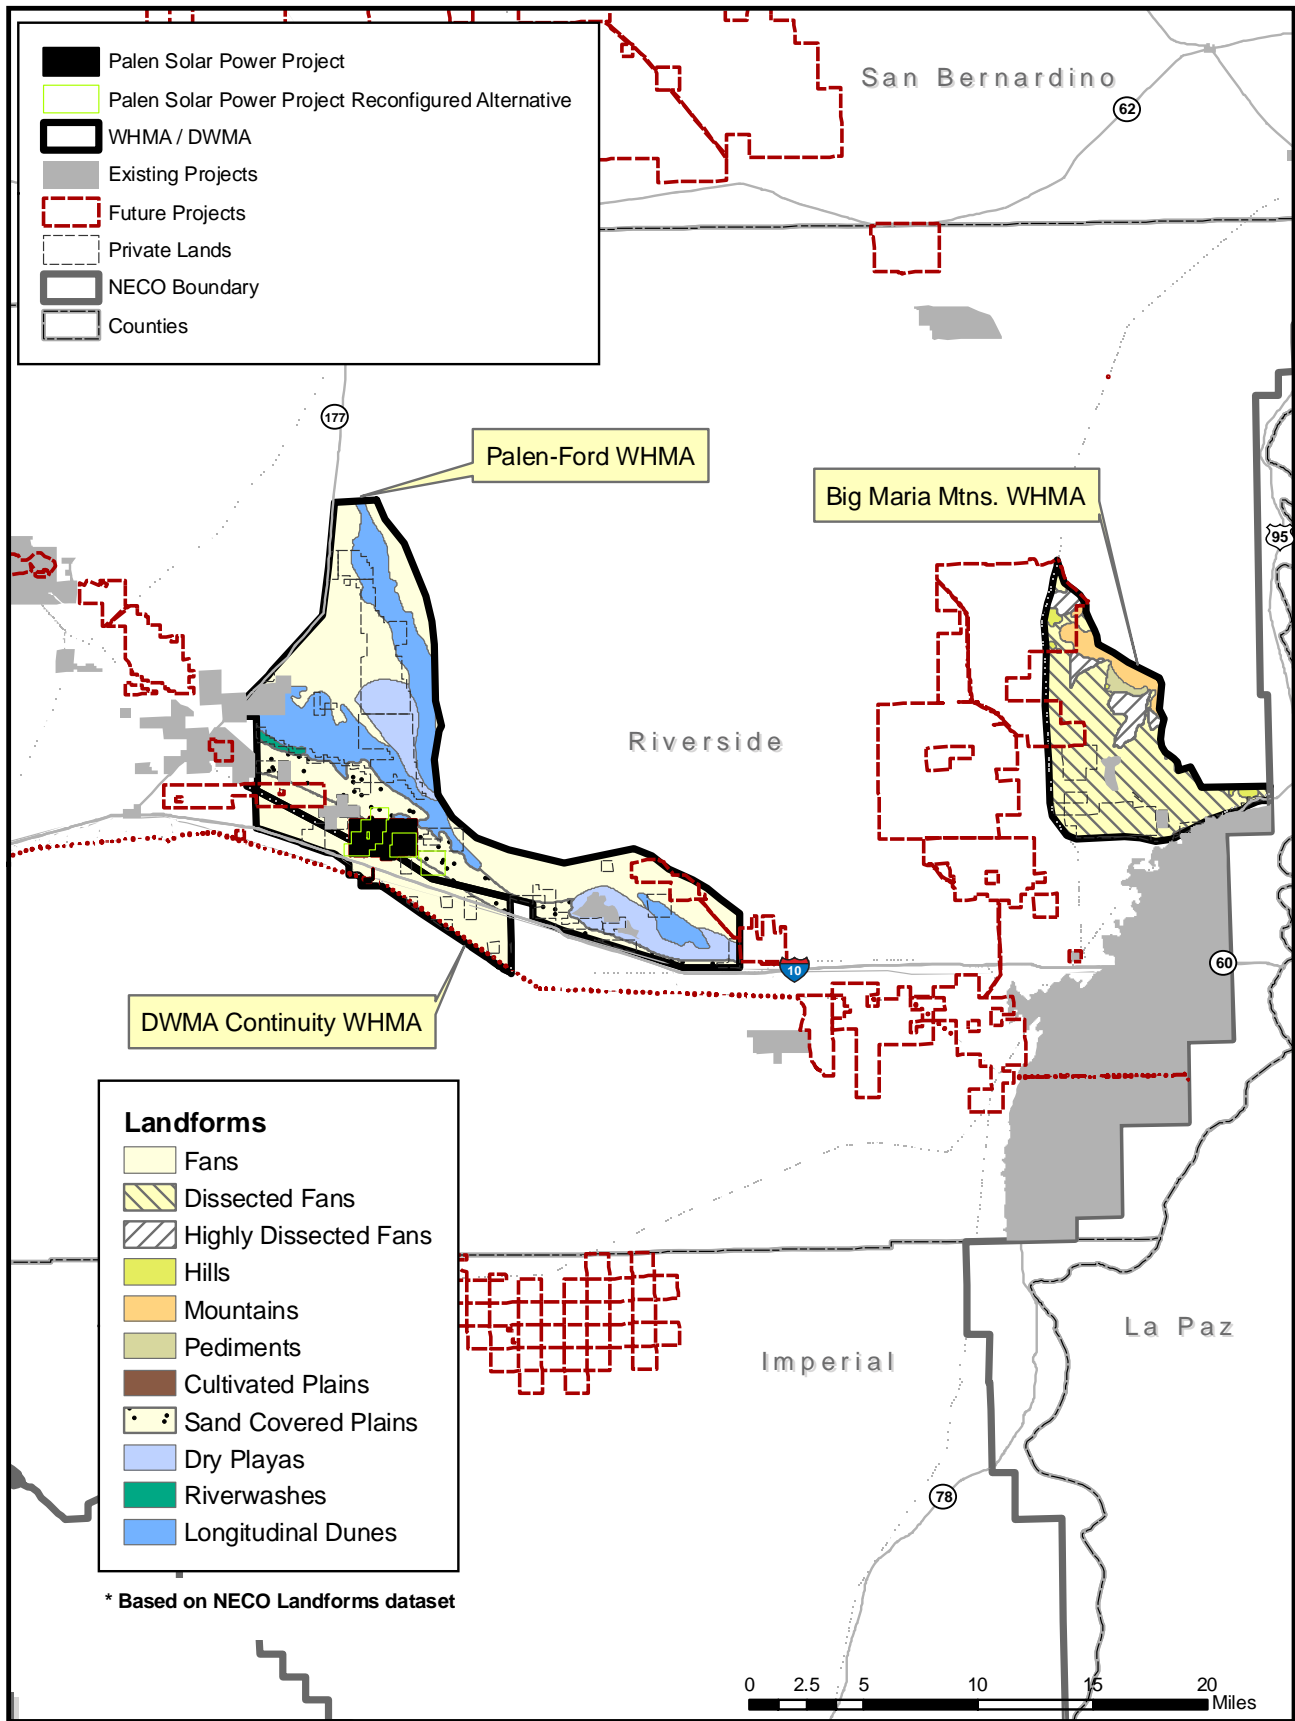 Palen Solar Power Project
Palen Solar Power Project Reconfigured Alternative
WHMA / DWMA
Existing Projects
Future Projects
Private Lands
NECO Boundary
Counties
San Bernardino
62
177
Palen-Ford WHMA
Big Maria Mtns. WHMA
95
Riverside
10
60
DWMA Continuity WHMA
Landforms
Fans
Dissected Fans
Highly Dissected Fans
Hills
Mountains
Pediments
Cultivated Plains
Sand Covered Plains
Dry Playas
Riverwashes
Longitudinal Dunes
* Based on NECO Landforms dataset
La Paz
Imperial
78
0 2.5 5 10 15 20
Miles